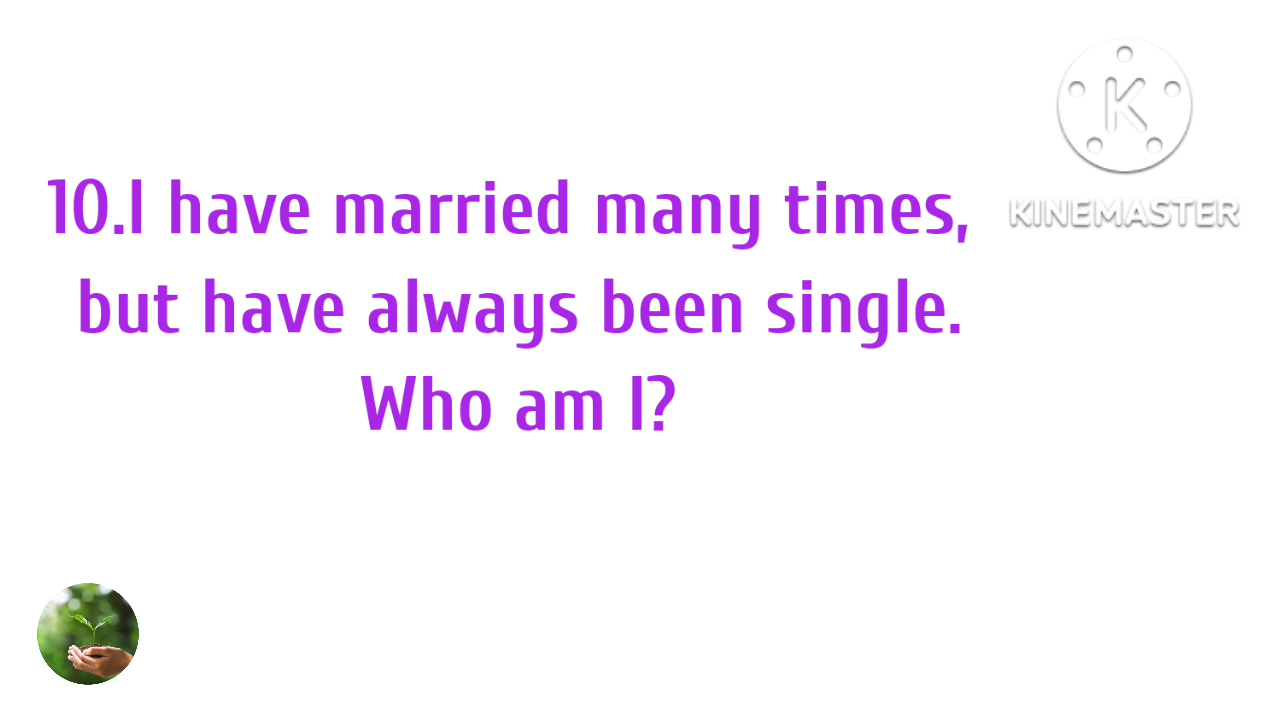 10.I have married many times,
but have always been single.
Who am I?
K
KINEMASTER